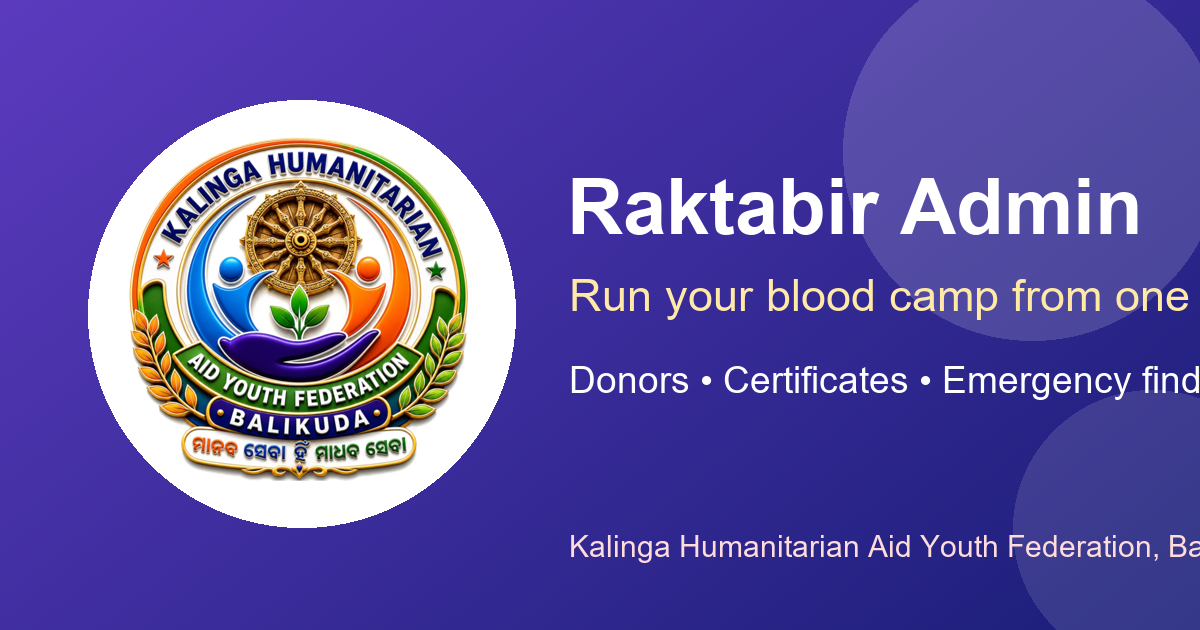 KALINGA HUMANITARIAN
AID YOUTH FEDERATION
BALIKUDA
ମାନବ ସେବା ହିଁ ମାଧବ ସେବା
Raktabir Admin
Run your blood camp from one
Donors • Certificates • Emergency find
Kalinga Humanitarian Aid Youth Federation, Ba